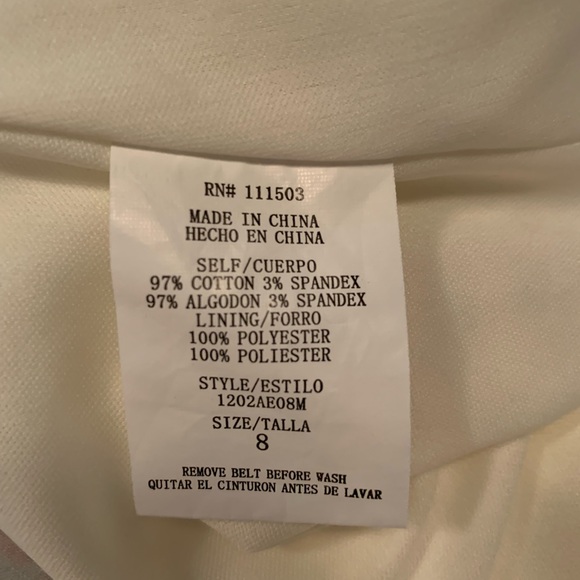 RN# 111503
MADE IN CHINA
HECHO EN CHINA
SELF/CUERPO
97% COTTON 3% SPANDEX
97% ALGODON 3% SPANDEX
LINING/FORRO
100% POLYESTER
100% POLIESTER
STYLE/ESTILO
1202AE08M
SIZE/TALLA
8
REMOVE BELT BEFORE WASH
QUITAR EL CINTURON ANTES DE LAVAR